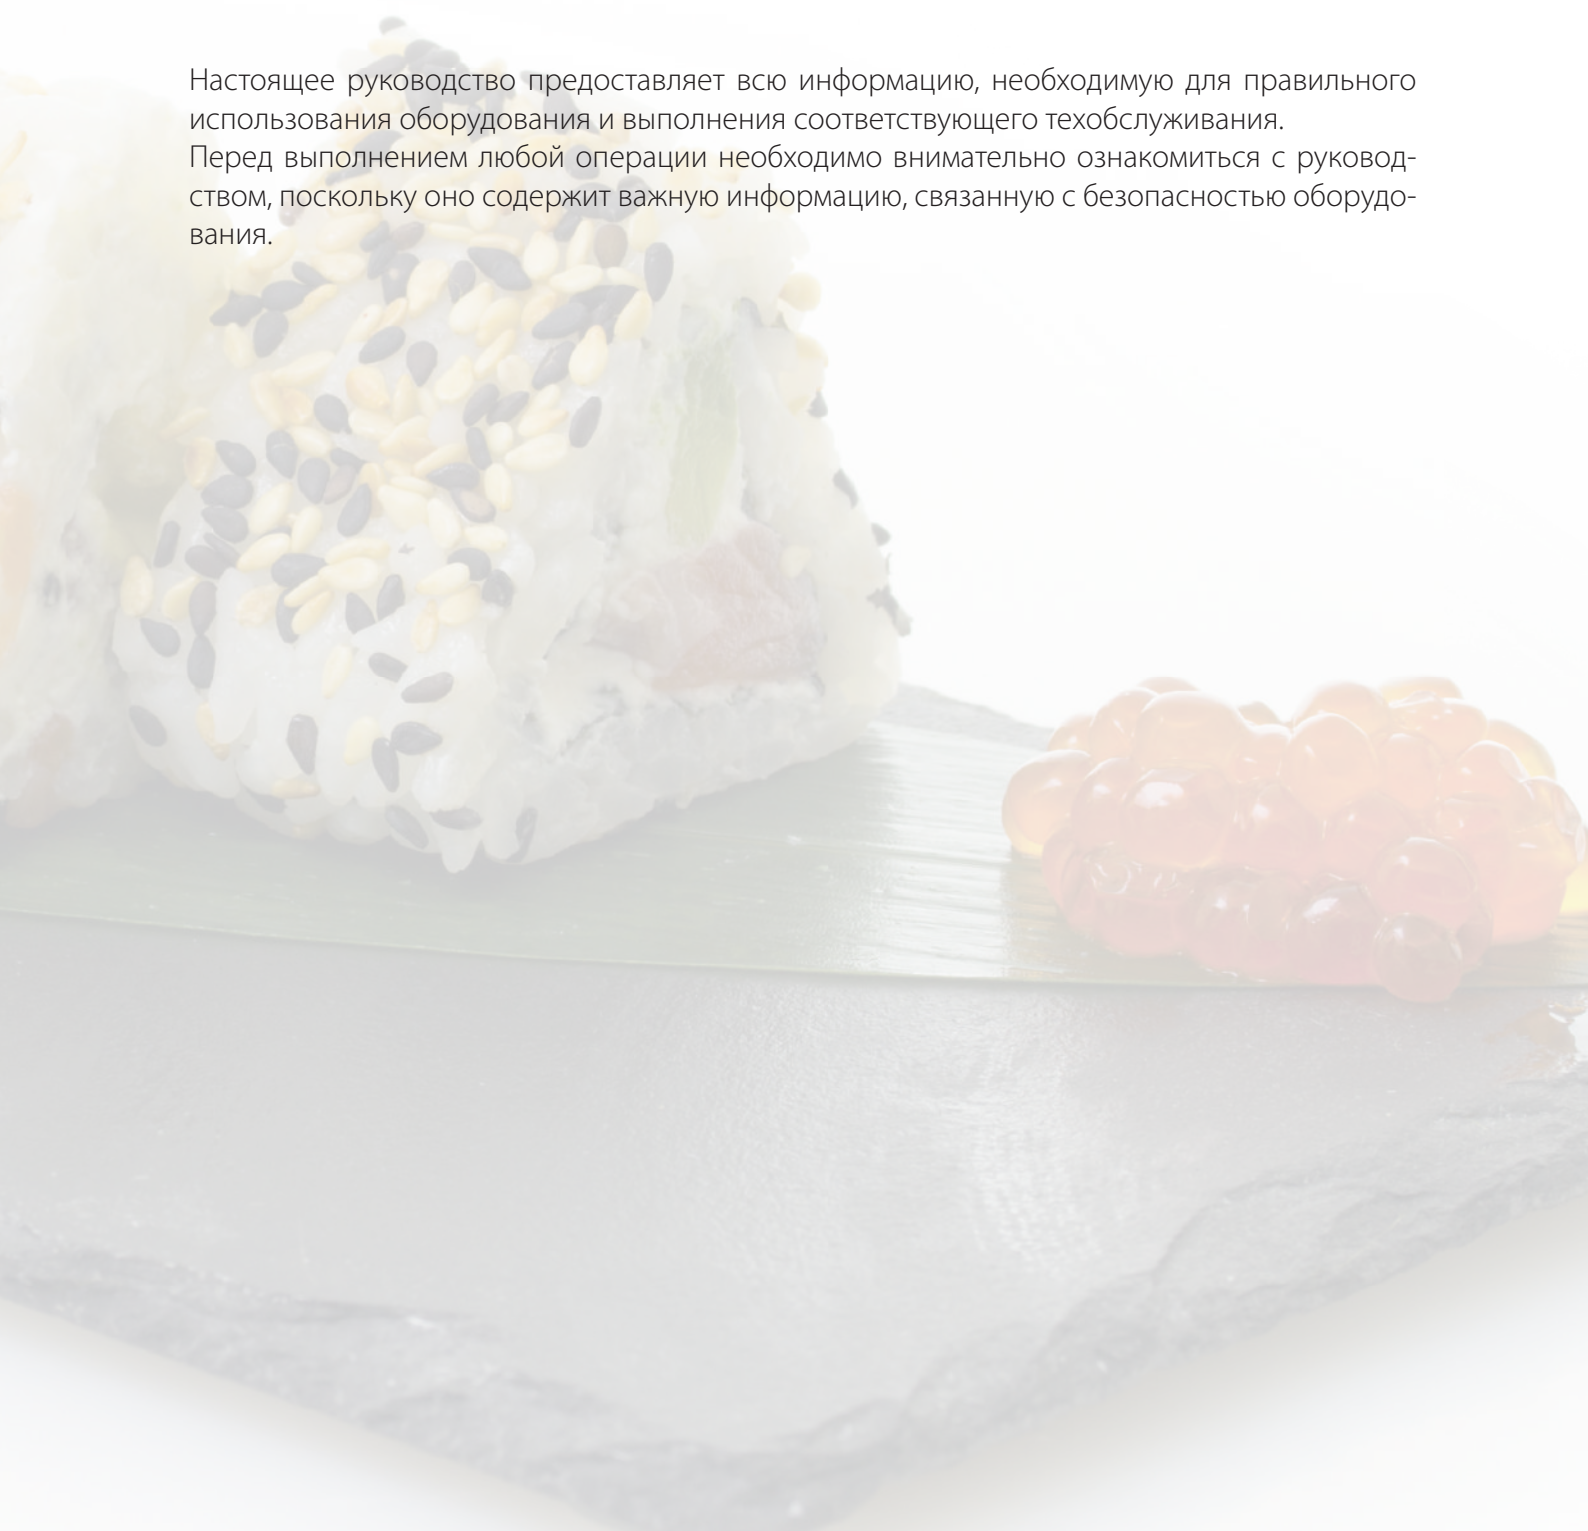 Настоящее руководство предоставляет всю информацию, необходимую для правильного
использования оборудования и выполнения соответствующего техобслуживания.
Перед выполнением любой операции необходимо внимательно ознакомиться с руковод-
ством, поскольку оно содержит важную информацию, связанную с безопасностью оборудо-
вания.